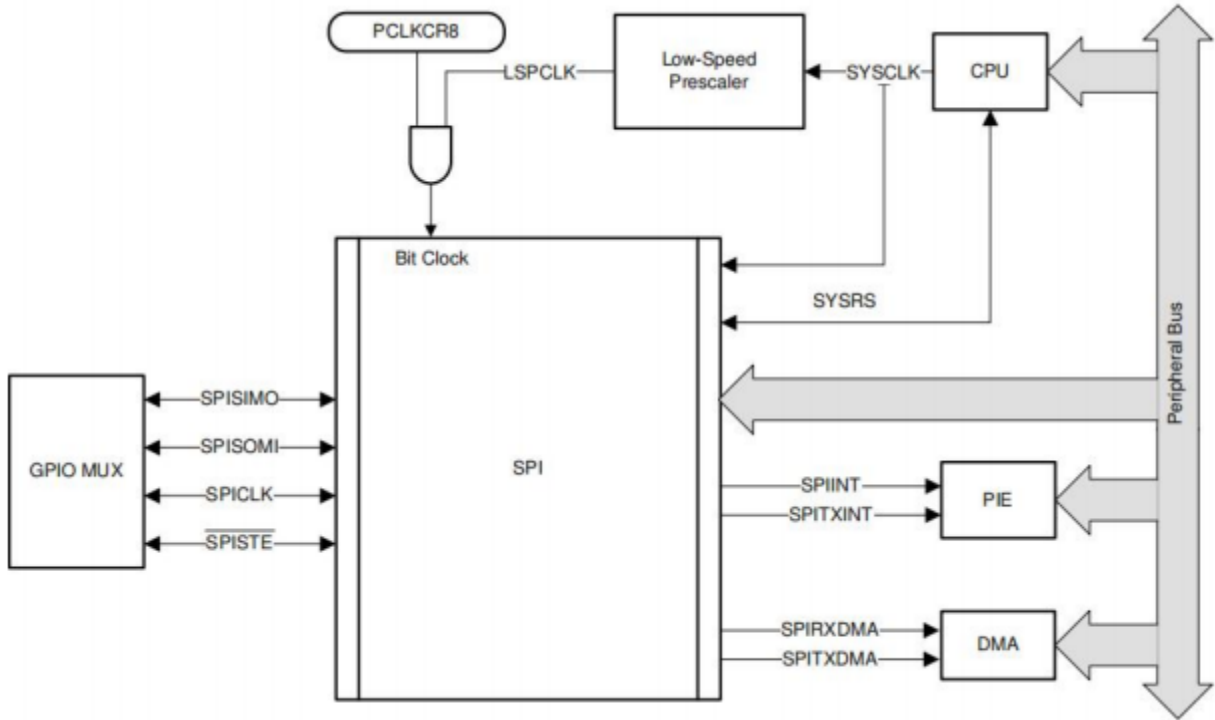 PCLKCR8
LSPCLK
Low-Speed
Prescaler
SYSCLK
CPU
Bit Clock
SYSRS
Peripheral Bus
GPIO MUX
SPISIMO
SPISOMI
SPICLK
SPISTE
SPI
SPIINT
SPITXINT
PIE
SPIRXDMA
SPITXDMA
DMA